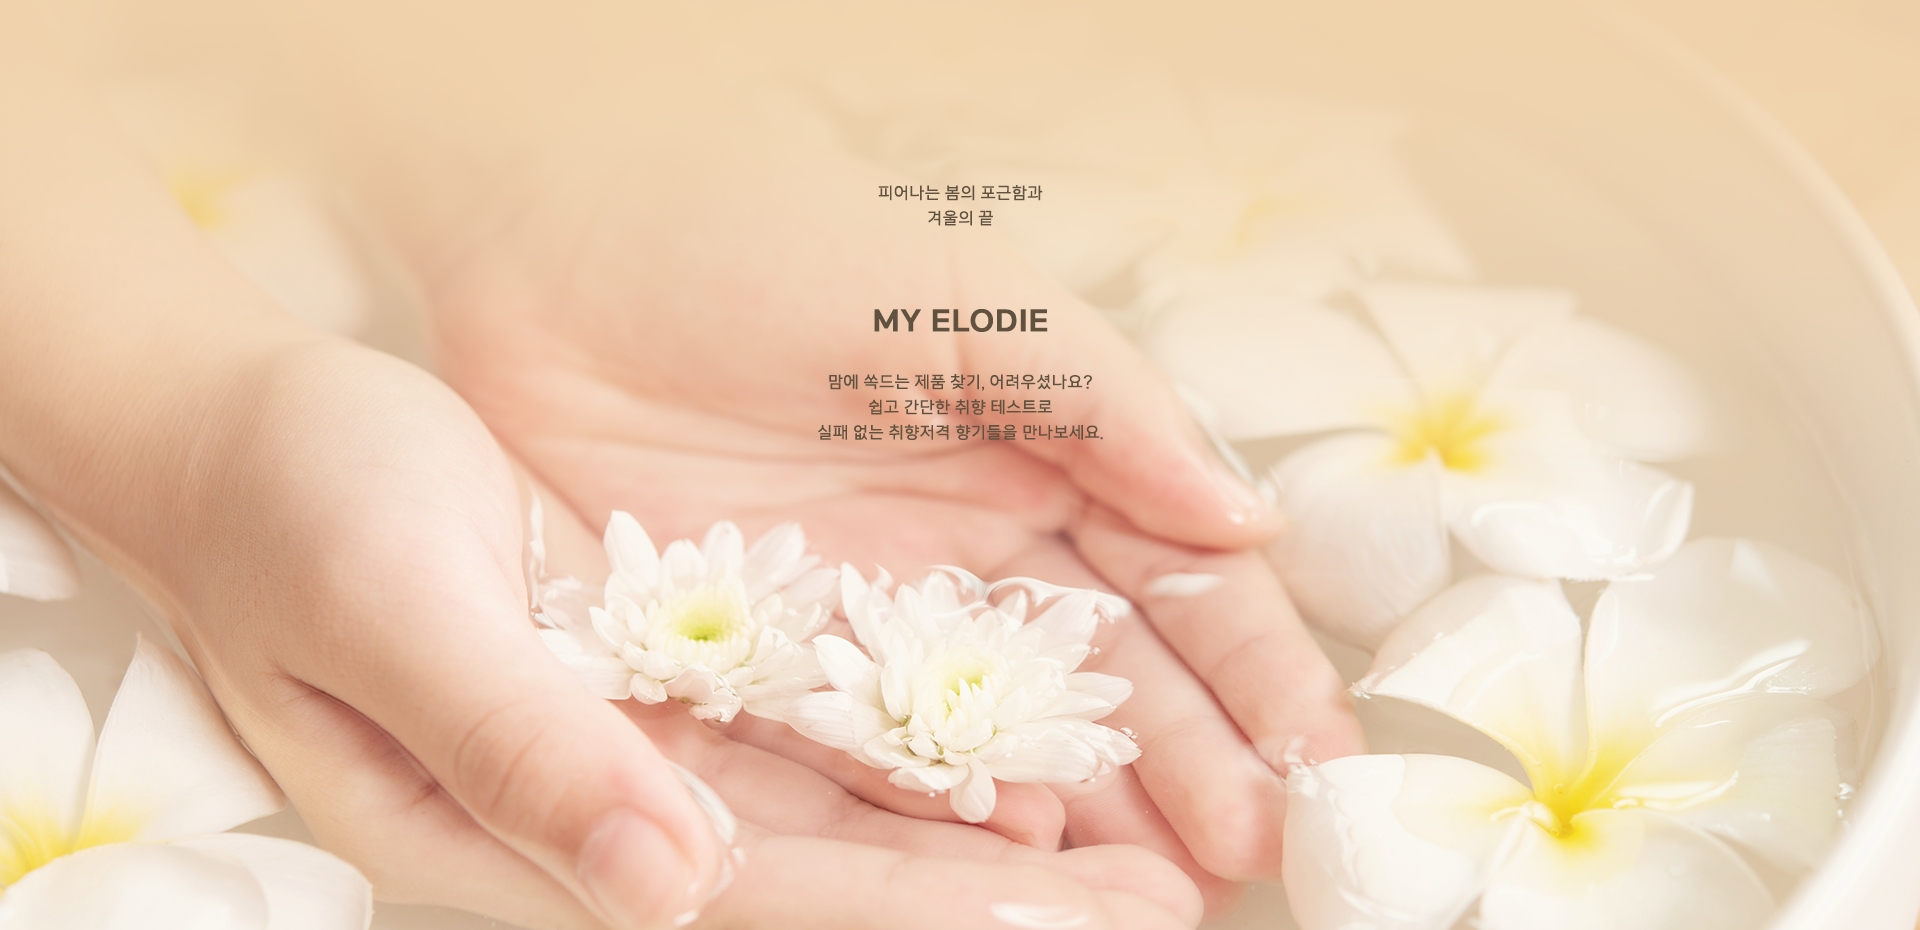 피어나는 봄의 포근함과
겨울의 끝
MY ELODIE
맘에 쏙드는 제품 찾기, 어려우셨나요?
쉽고 간단한 취향 테스트로
실패 없는 취향저격 향기들을 만나보세요.